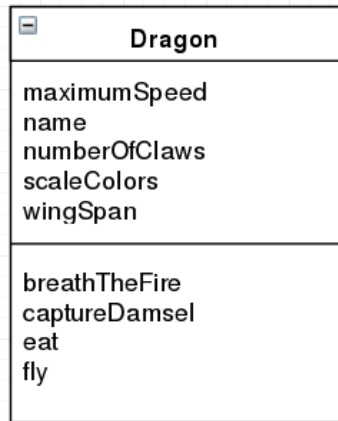 Dragon
maximumSpeed
name
numberOfClaws
scaleColors
wingSpan
breathTheFire
captureDamsel
eat
fly